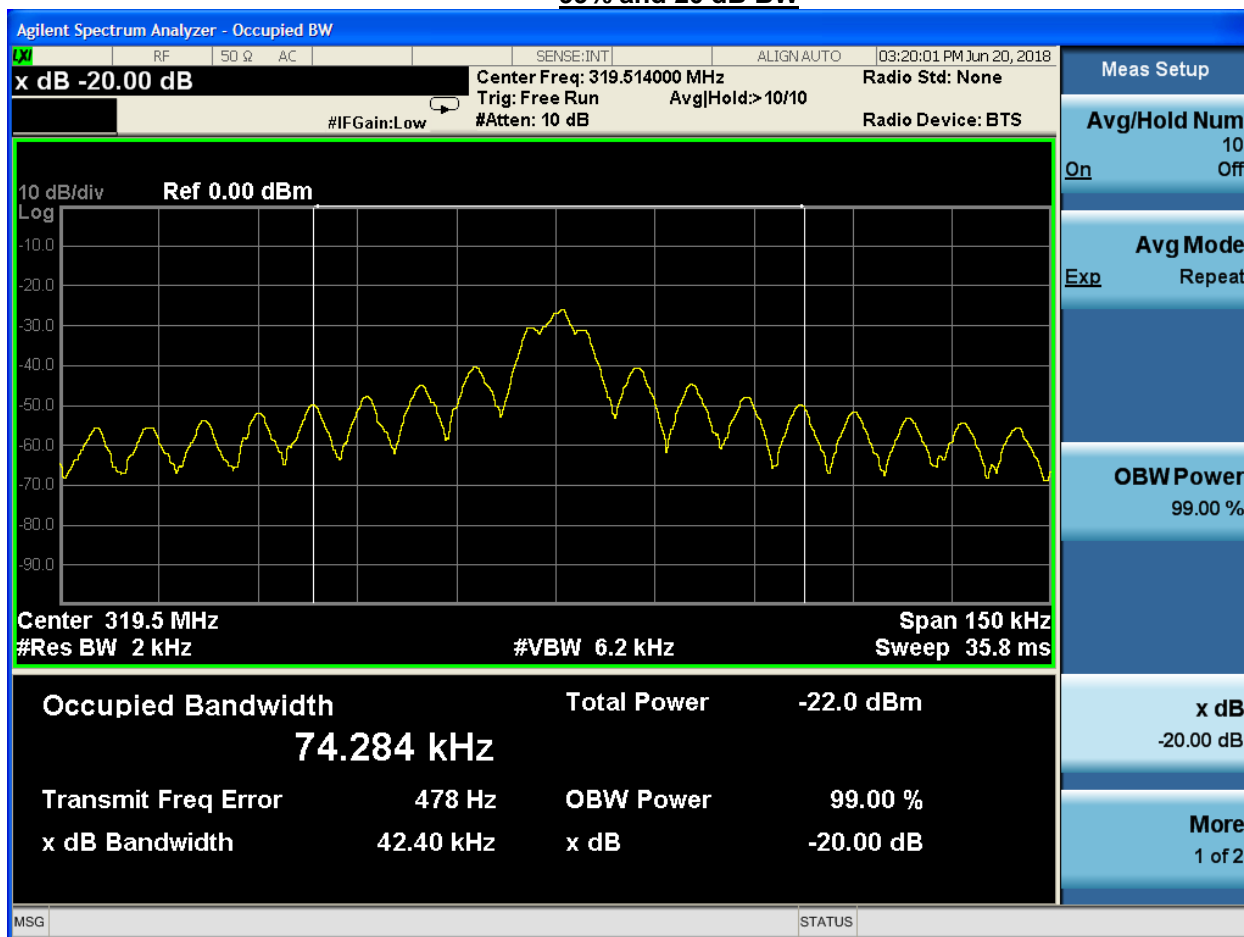 and 20 dB BW
Agilent Spectrum Analyzer - Occupied BW
LXI RF 50 Ω AC SENSE:INT ALIGN AUTO 03:20:01 PM Jun 20, 2018
x dB -20.00 dB
Center Freq: 319.514000 MHz Radio Std: None
Trig: Free Run Avg|Hold:> 10/10
#IFGain:Low #Atten: 10 dB Radio Device: BTS
10 dB/div Ref 0.00 dBm
Log
-10.0
-20.0
-30.0
-40.0
-50.0
-60.0
-70.0
-80.0
-90.0
Center 319.5 MHz Span 150 kHz
#Res BW 2 kHz #VBW 6.2 kHz Sweep 35.8 ms
Occupied Bandwidth Total Power -22.0 dBm
74.284 kHz
Transmit Freq Error 478 Hz OBW Power 99.00 %
x dB Bandwidth 42.40 kHz x dB -20.00 dB
Meas Setup
Avg/Hold Num
10
On Off
Avg Mode
Exp Repeat
OBW Power
99.00 %
x dB
-20.00 dB
More
1 of 2
MSG STATUS